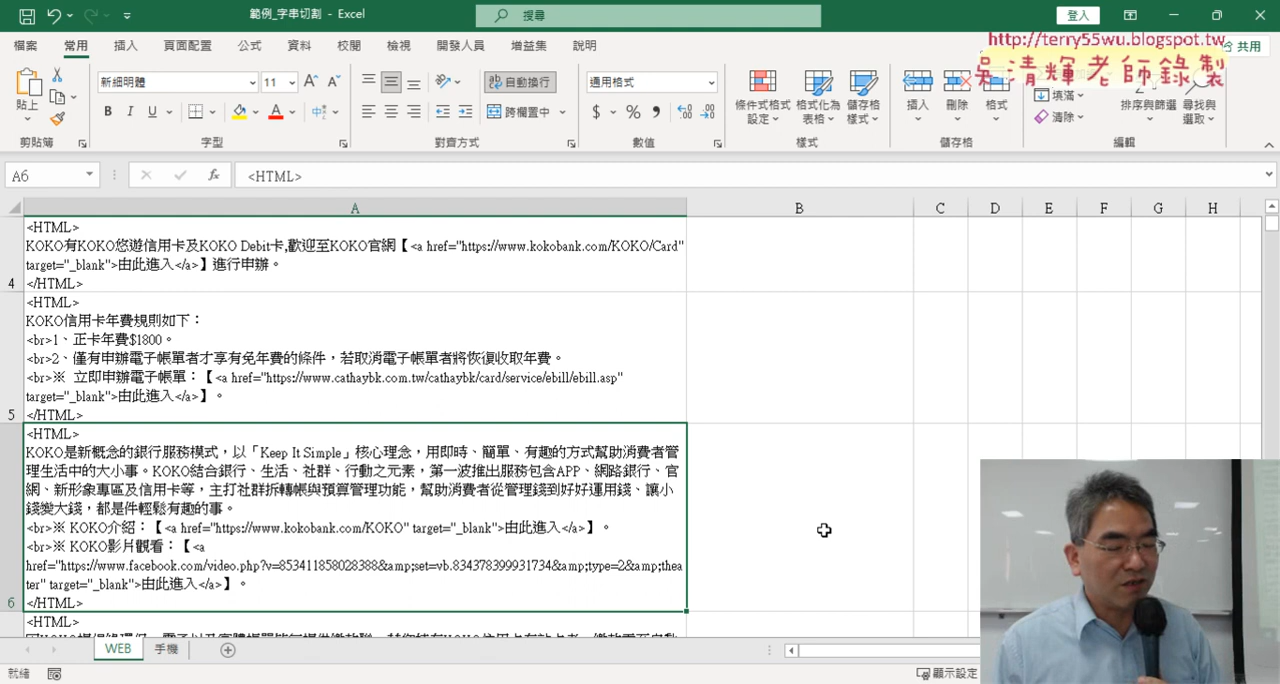 範例_字串切割 - Excel
搜尋
登入
檔案 常用 插入 頁面配置 公式 資料 校閱 檢視 開發人員 增益集 說明
http://terry55wu.blogspot.tw
吳清輝老師錄製
共用
貼上
新細明體 11
自動換行
通用格式
B I U
跨欄置中
$ % ,
條件式格式設定
格式化為表格
儲存格樣式
插入 刪除 格式
填滿
清除
排序與篩選
尋找與選取
剪貼簿 字型 對齊方式 數值 樣式 儲存格 編輯
A6
fx
<HTML>
A B C D E F G H
<HTML>
KOKO有KOKO悠遊信用卡及KOKO Debit卡,歡迎至KOKO官網【<a href="https://www.kokobank.com/KOKO/Card"
target="_blank">由此進入</a>】進行申辦。
4 </HTML>
<HTML>
KOKO信用卡年費規則如下：
<br>1、正卡年費$1800。
<br>2、僅有申辦電子帳單者才享有免年費的條件，若取消電子帳單者將恢復收取年費。
<br>※ 立即申辦電子帳單：【<a href="https://www.cathaybk.com.tw/cathaybk/card/service/ebill/ebill.asp"
target="_blank">由此進入</a>】。
5 </HTML>
<HTML>
KOKO是新概念的銀行服務模式，以「Keep It Simple」核心理念，用即時、簡單、有趣的方式幫助消費者管
理生活中的大小事。KOKO結合銀行、生活、社群、行動之元素，第一波推出服務包含APP、網路銀行、官
網、新形象專區及信用卡等，主打社群拆轉帳與預算管理功能，幫助消費者從管理錢到好好運用錢、讓小
錢變大錢，都是件輕鬆有趣的事。
<br>※ KOKO介紹：【<a href="https://www.kokobank.com/KOKO" target="_blank">由此進入</a>】。
<br>※ KOKO影片觀看：【<a
href="https://www.facebook.com/video.php?v=853411858028388&amp;set=vb.834378399931734&amp;type=2&amp;thea
ter" target="_blank">由此進入</a>】。
6 </HTML>
<HTML>
WEB 手機
就緒
顯示設定